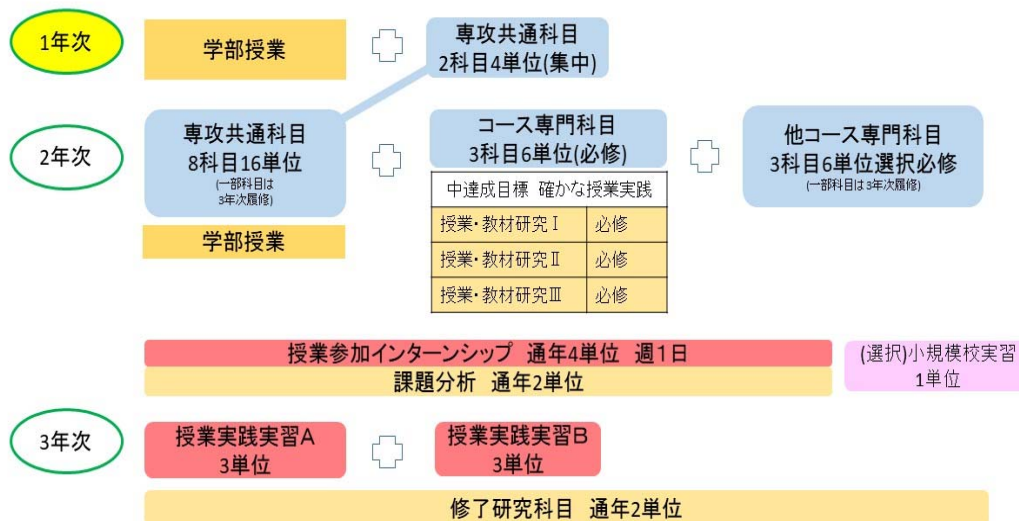 1年次
学部授業
専攻共通科目
2科目4単位(集中)
2年次
専攻共通科目
8科目16単位
(一部科目は
3年次履修)
コース専門科目
3科目6単位(必修)
他コース専門科目
3科目6単位選択必修
(一部科目は3年次履修)
学部授業
中達成目標 確かな授業実践
授業・教材研究Ⅰ 必修
授業・教材研究Ⅱ 必修
授業・教材研究Ⅲ 必修
授業参加インターンシップ 通年4単位 週1日
課題分析 通年2単位
(選択)小規模校実習
1単位
3年次
授業実践実習A
3単位
授業実践実習B
3単位
修了研究科目 通年2単位